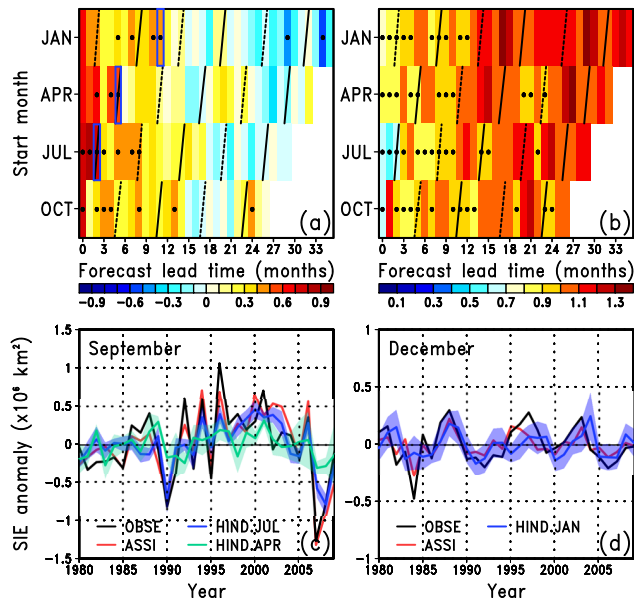 JAN
APR
JUL
OCT
Start month
(a)
0 3 6 9 12 15 18 21 24 27 30 33
Forecast lead time (months)
−0.9 −0.6 −0.3 0 0.3 0.6 0.9
JAN
APR
JUL
OCT
(b)
0 3 6 9 12 15 18 21 24 27 30 33
Forecast lead time (months)
0.1 0.3 0.5 0.7 0.9 1.1 1.3
SIE anomaly (x10⁶ km²)
1.5
1
0.5
0
−0.5
−1
−1.5
September
OBSE
ASSI
HIND.JUL
HIND.APR
(c)
1980 1985 1990 1995 2000 2005
Year
1
0.5
0
−0.5
−1
December
OBSE
ASSI
HIND.JAN
(d)
1980 1985 1990 1995 2000 2005
Year